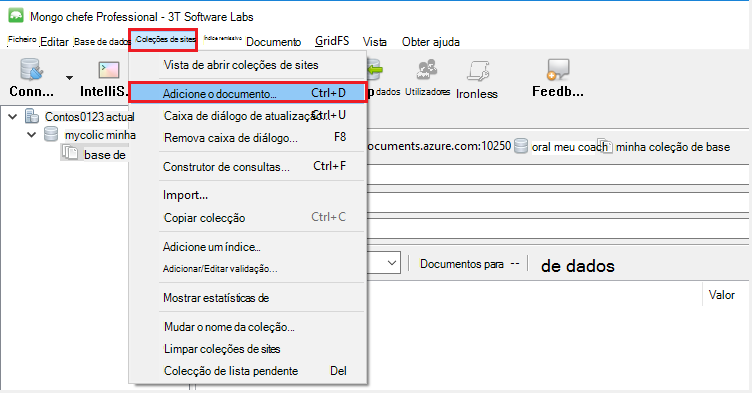 Mongo chefe Professional - 3T Software Labs
Ficheiro Editar Base de dados Coleções de sites Índice remissivo Documento GridFS Vista Obter ajuda
Conn... IntelliS. dados Utilizadores Ironless Feedb...
Vista de abrir coleções de sites
Adicione o documento... Ctrl+D
Caixa de diálogo de atualização... Ctrl+U
Remova caixa de diálogo... F8
Construtor de consultas... Ctrl+F
Import...
Copiar colecção Ctrl+C
Adicione um índice...
Adicionar/Editar validação...
Mostrar estatísticas de
Mudar o nome da coleção...
Limpar coleções de sites
Colecção de lista pendente Del
Contos0123 actual
mycolic minha
base de
ocuments.azure.com:10250 oral meu coach minha coleção de base
Documentos para -- de dados
Valor